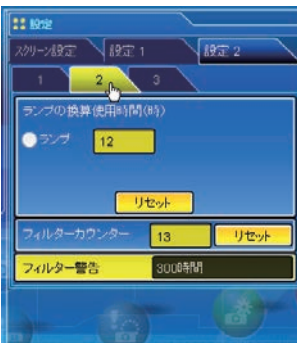 設定
スクリーン設定 設定 1 設定 2
1 2 3
ランプの換算使用時間(時)
ランプ 12
リセット
フィルターカウンター 13 リセット
フィルター警告 300時間